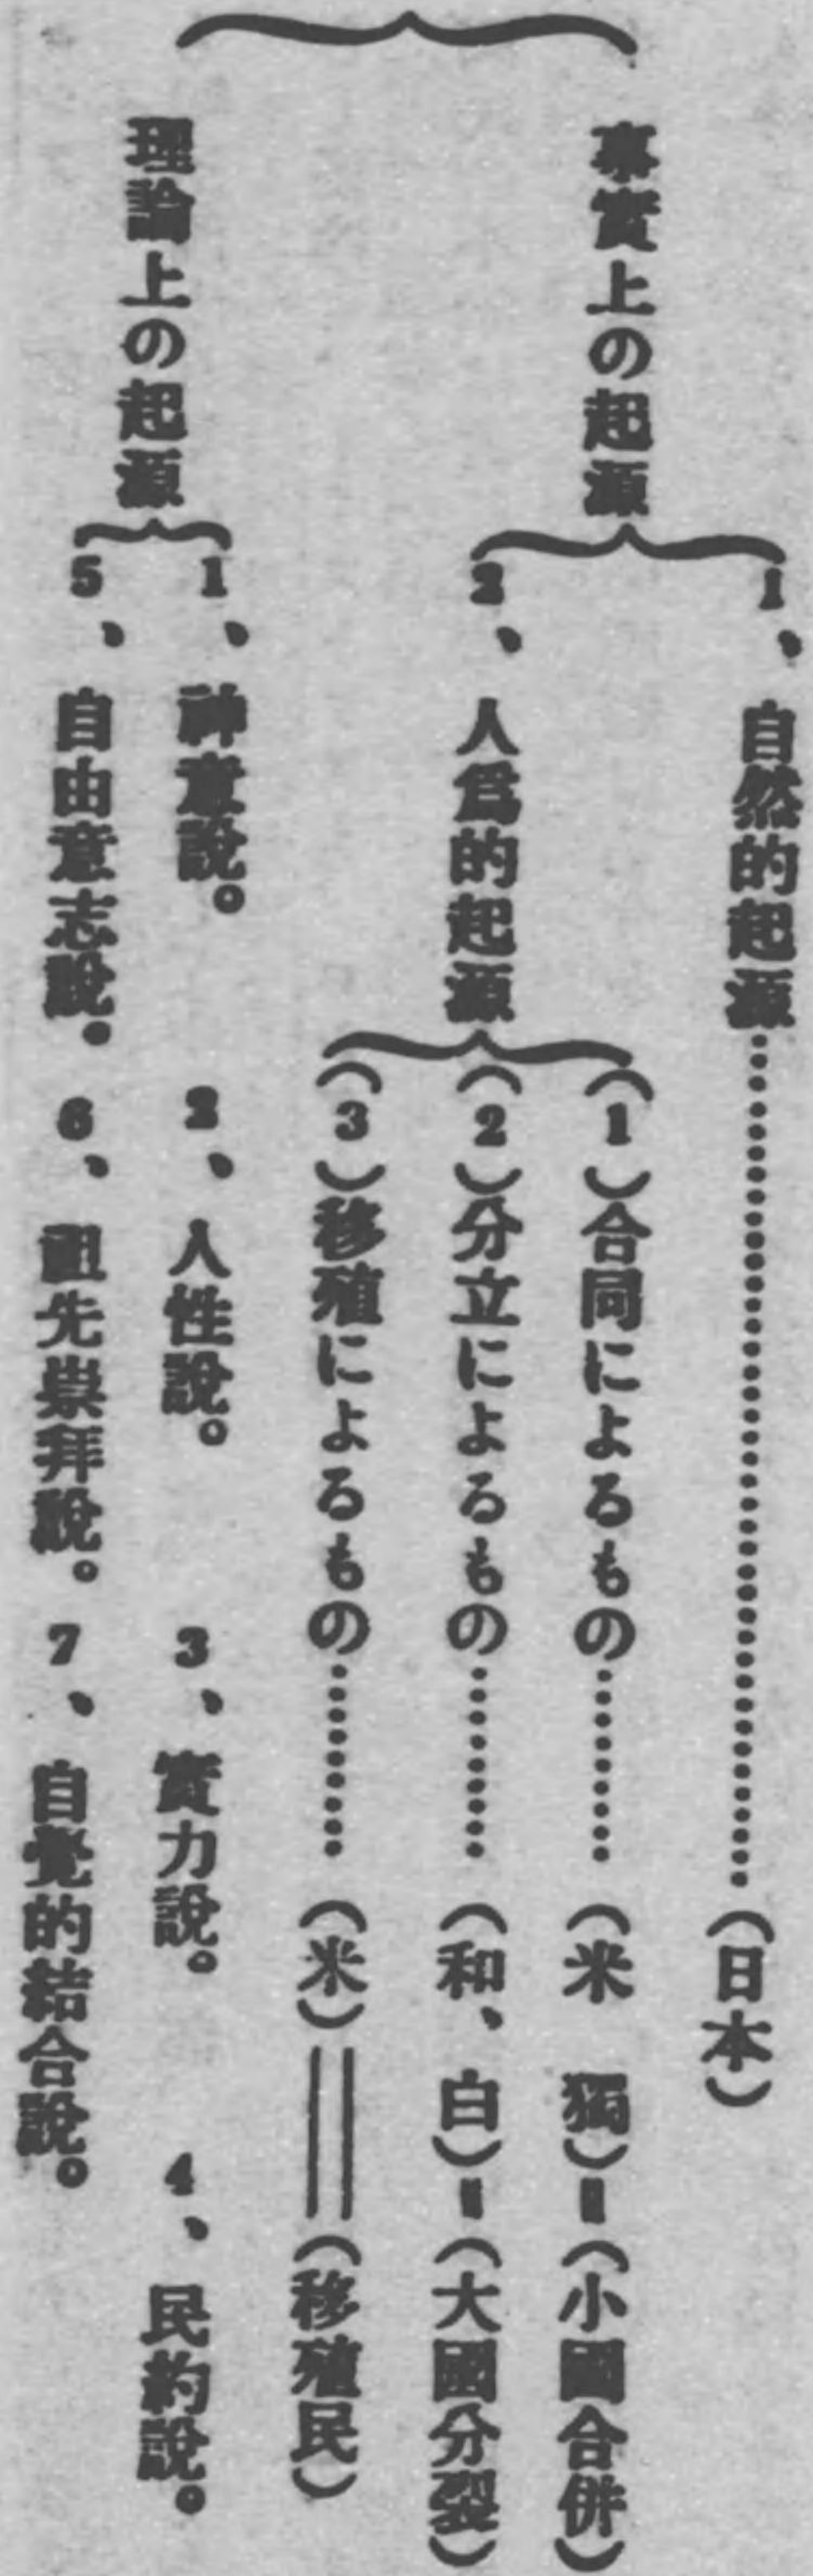 事實上の起源
1、自然的起源……………………………………(日本)
2、人爲的起源
(1)合同によるもの………(米 獨)=(小國合併)
(2)分立によるもの………(和、白)=(大國分裂)
(3)移殖によるもの………(米)=(移殖民)
理論上の起源
1、神意說。 2、人性說。 3、實力說。 4、民約說。
5、自由意志說。 6、祖先崇拜說。 7、自覺的結合說。